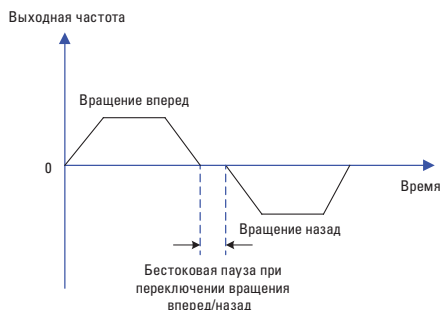 Выходная частота
Вращение вперед
0
Время
Вращение назад
Бестоковая пауза при
переключении вращения
вперед/назад